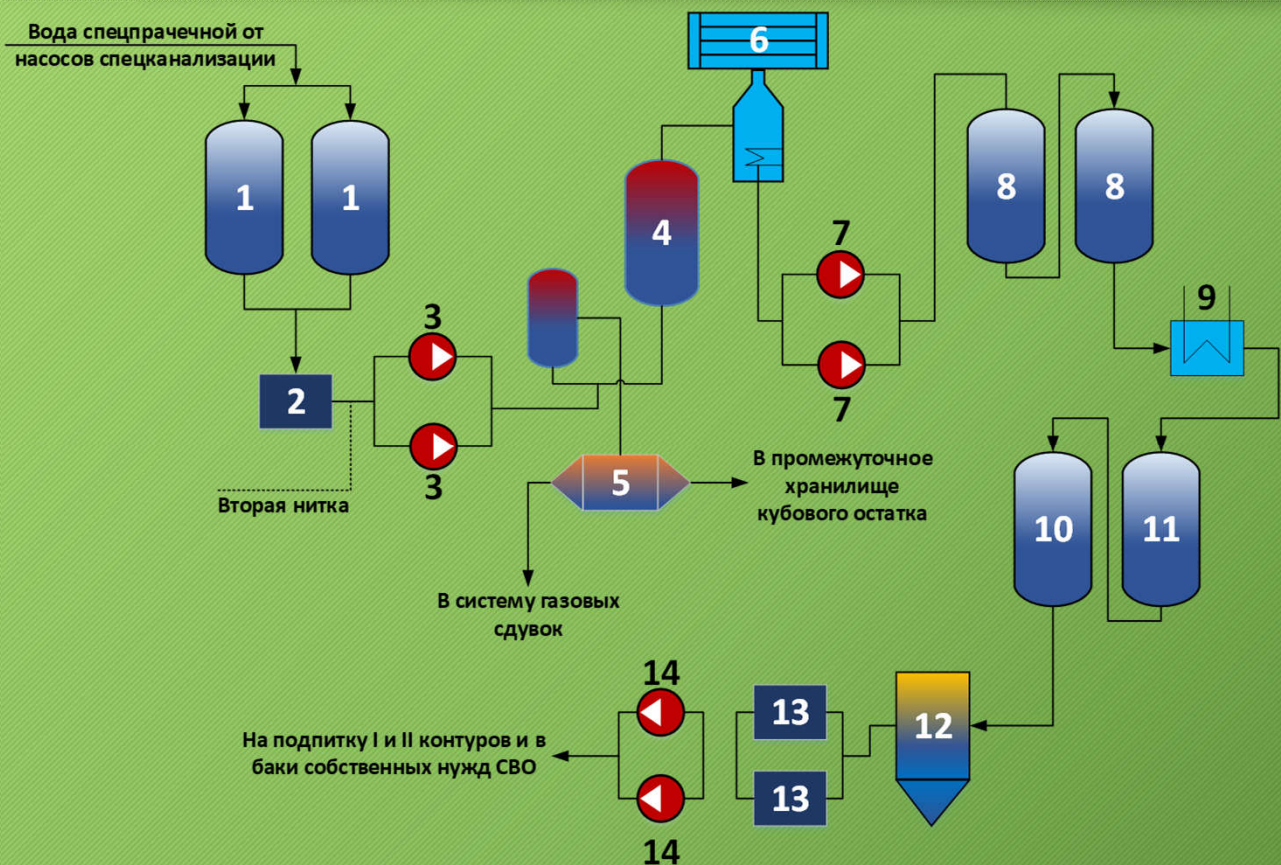 Вода спецпрачечной от
насосов спецканализации
6
1
1
8
8
4
7
9
3
2
7
3
В промежуточное
хранилище
кубового остатка
5
Вторая нитка
10
11
В систему газовых
сдувок
14
13
12
На подпитку I и II контуров и в
баки собственных нужд СВО
13
14